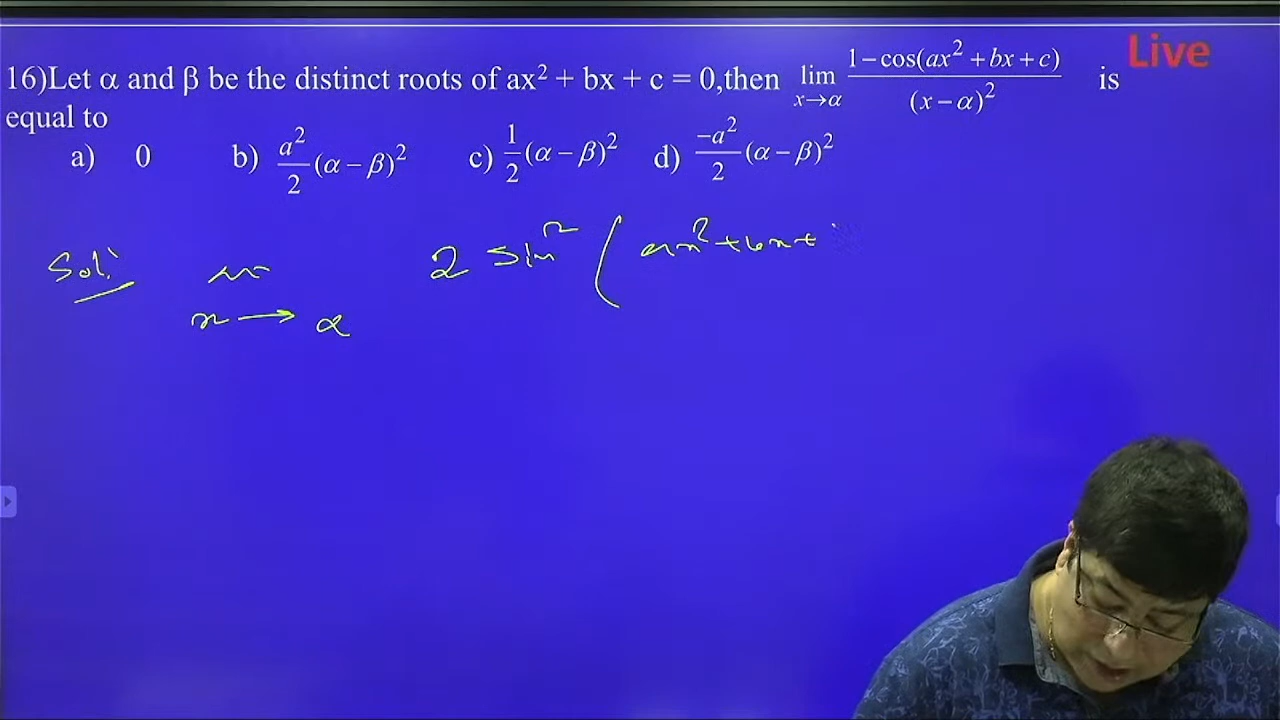 Live
16)Let α and β be the distinct roots of ax² + bx + c = 0,then lim x→α 1−cos(ax² + bx + c) / (x − α)² is
equal to
a) 0 b) a²/2 (α − β)² c) 1/2 (α − β)² d) −a²/2 (α − β)²
Sol: 2 sin² ( ax² + bx +
x → α